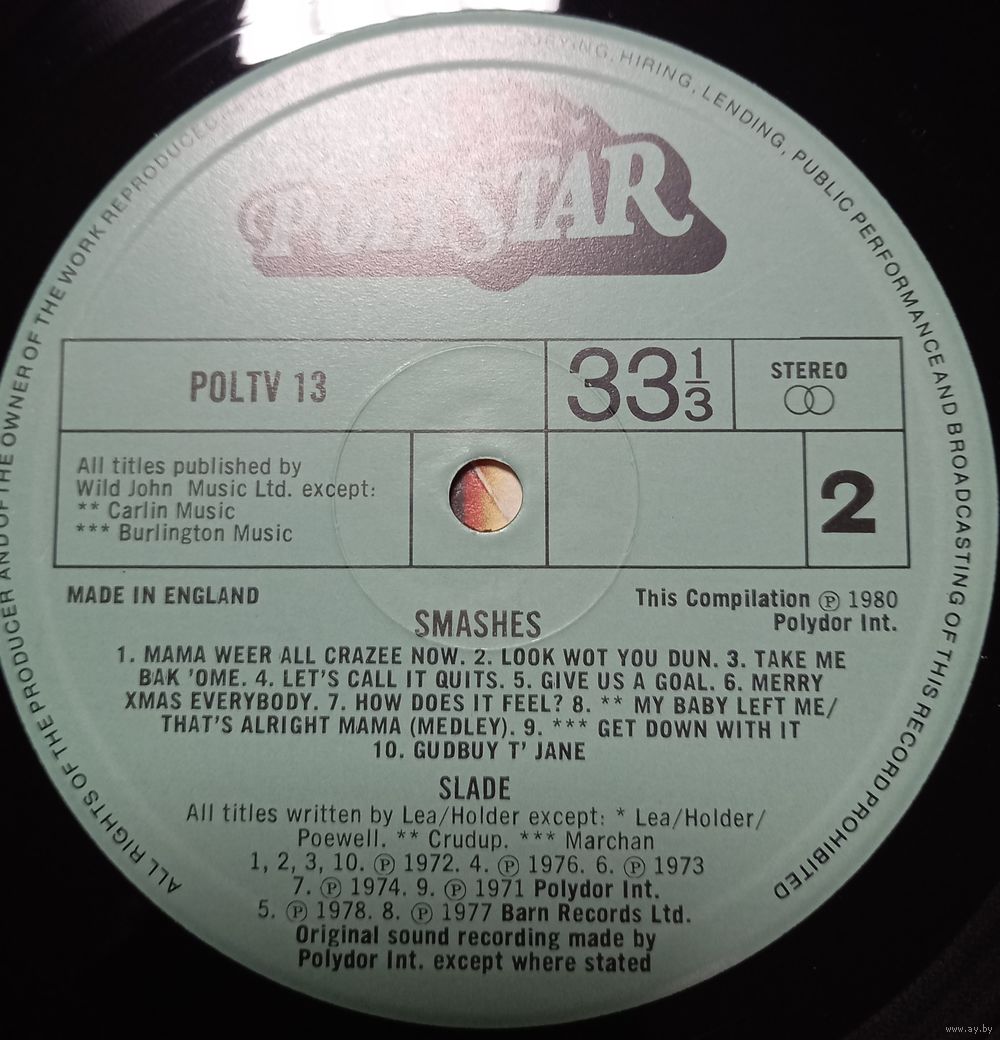 ALL RIGHTS OF THE PRODUCER AND OF THE OWNER OF THE WORK REPRODUCED HIRING, LENDING, PUBLIC PERFORMANCE AND BROADCASTING OF THIS RECORD PROHIBITED
POLYSTAR
POLTV 13
33 1/3
STEREO
All titles published by
Wild John Music Ltd. except:
** Carlin Music
*** Burlington Music
2
MADE IN ENGLAND
This Compilation ℗ 1980
Polydor Int.
SMASHES
1. MAMA WEER ALL CRAZEE NOW. 2. LOOK WOT YOU DUN. 3. TAKE ME
BAK 'OME. 4. LET'S CALL IT QUITS. 5. GIVE US A GOAL. 6. MERRY
XMAS EVERYBODY. 7. HOW DOES IT FEEL? 8. ** MY BABY LEFT ME/
THAT'S ALRIGHT MAMA (MEDLEY). 9. *** GET DOWN WITH IT
10. GUDBUY T' JANE
SLADE
All titles written by Lea/Holder except: * Lea/Holder/
Poewell. ** Crudup. *** Marchan
1, 2, 3, 10. ℗ 1972. 4. ℗ 1976. 6. ℗ 1973
7. ℗ 1974. 9. ℗ 1971 Polydor Int.
5. ℗ 1978. 8. ℗ 1977 Barn Records Ltd.
Original sound recording made by
Polydor Int. except where stated
www.ay.by